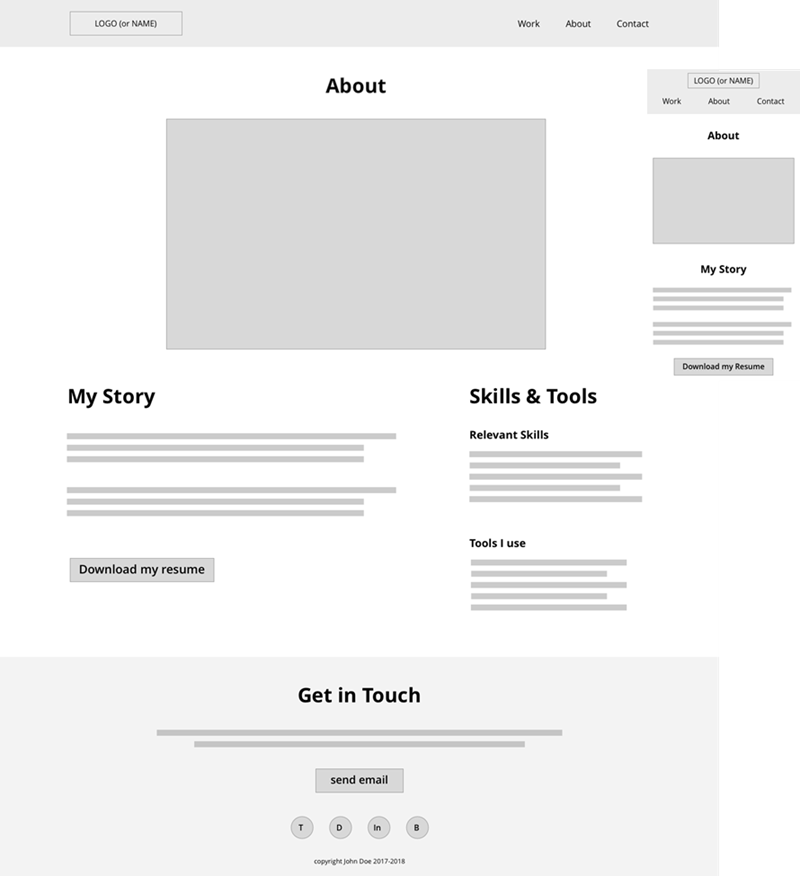 LOGO (or NAME)
Work About Contact
About
My Story
Download my resume
Skills & Tools
Relevant Skills
Tools I use
Get in Touch
send email
T D In B
copyright John Doe 2017-2018
LOGO (or NAME)
Work About Contact
About
My Story
Download my Resume